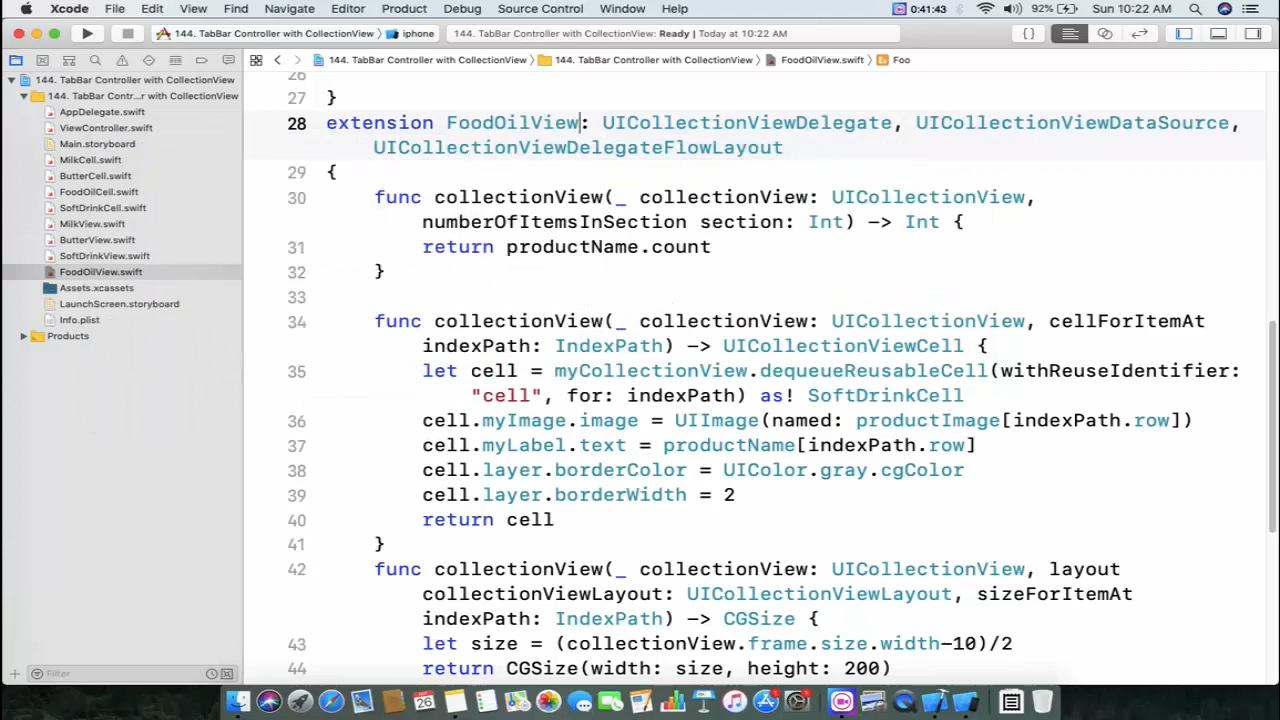 Xcode File Edit View Find Navigate Editor Product Debug Source Control Window Help 0:41:43 92% Sun 10:22 AM
144. TabBar Controller with CollectionView iphone 144. TabBar Controller with CollectionView: Ready | Today at 10:22 AM
144. TabBar Controller with CollectionView 144. TabBar Controller with CollectionView FoodOilView.swift Foo
144. TabBar Controller with CollectionView
144. TabBar Contr...r with CollectionView
AppDelegate.swift
ViewController.swift
Main.storyboard
MilkCell.swift
ButterCell.swift
FoodOilCell.swift
SoftDrinkCell.swift
MilkView.swift
ButterView.swift
SoftDrinkView.swift
FoodOilView.swift
Assets.xcassets
LaunchScreen.storyboard
Info.plist
Products
Filter
26
27 }
28 extension FoodOilView: UICollectionViewDelegate, UICollectionViewDataSource,
UICollectionViewDelegateFlowLayout
29 {
30 func collectionView(_ collectionView: UICollectionView,
numberOfItemsInSection section: Int) -> Int {
31 return productName.count
32 }
33
34 func collectionView(_ collectionView: UICollectionView, cellForItemAt
indexPath: IndexPath) -> UICollectionViewCell {
35 let cell = myCollectionView.dequeueReusableCell(withReuseIdentifier:
"cell", for: indexPath) as! SoftDrinkCell
36 cell.myImage.image = UIImage(named: productImage[indexPath.row])
37 cell.myLabel.text = productName[indexPath.row]
38 cell.layer.borderColor = UIColor.gray.cgColor
39 cell.layer.borderWidth = 2
40 return cell
41 }
42 func collectionView(_ collectionView: UICollectionView, layout
collectionViewLayout: UICollectionViewLayout, sizeForItemAt
indexPath: IndexPath) -> CGSize {
43 let size = (collectionView.frame.size.width-10)/2
44 return CGSize(width: size, height: 200)
26